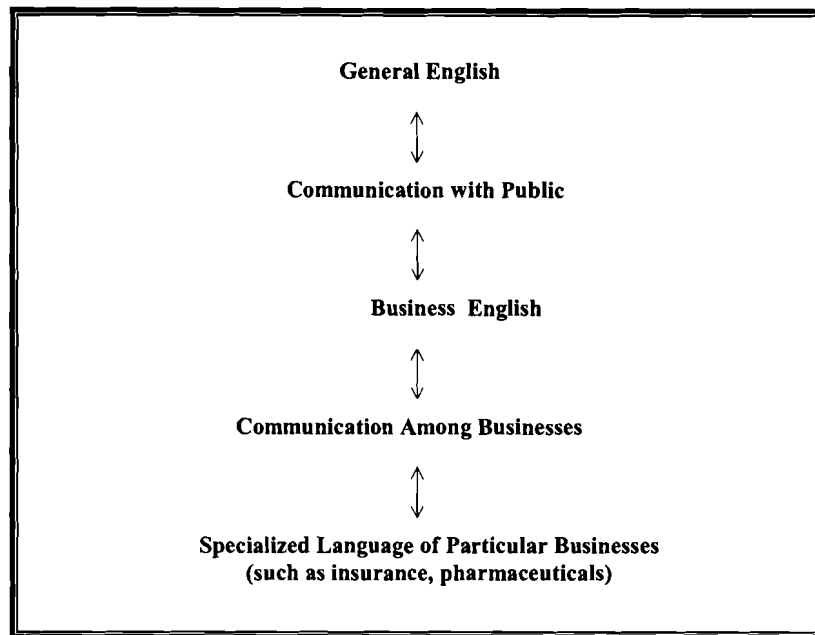 General English
Communication with Public
Business English
Communication Among Businesses
Specialized Language of Particular Businesses
(such as insurance, pharmaceuticals)